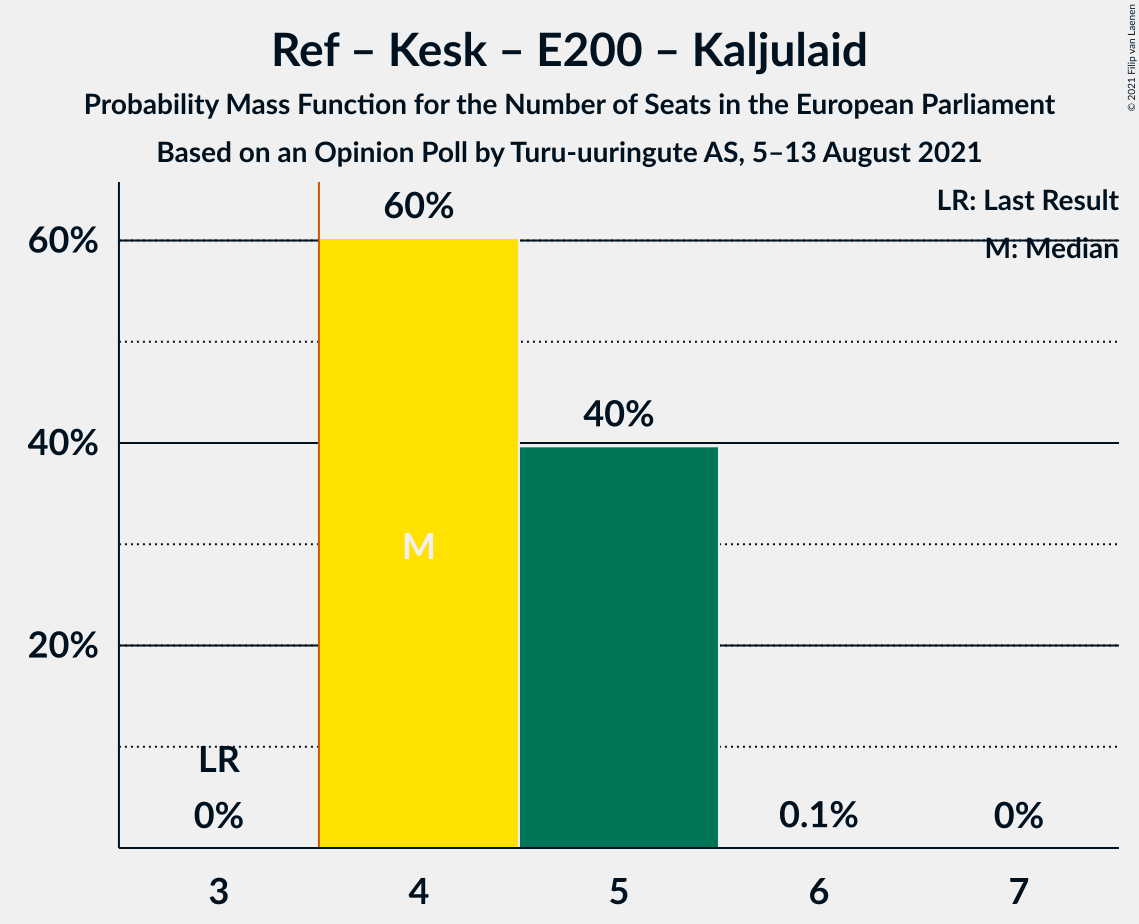 Ref – Kesk – E200 – Kaljulaid
Probability Mass Function for the Number of Seats in the European Parliament
Based on an Opinion Poll by Turu-uuringute AS, 5–13 August 2021
© 2021 Filip van Laenen
LR: Last Result
M: Median
60%
40%
20%
60%
40%
M
LR
0%
0.1%
0%
3
4
5
6
7